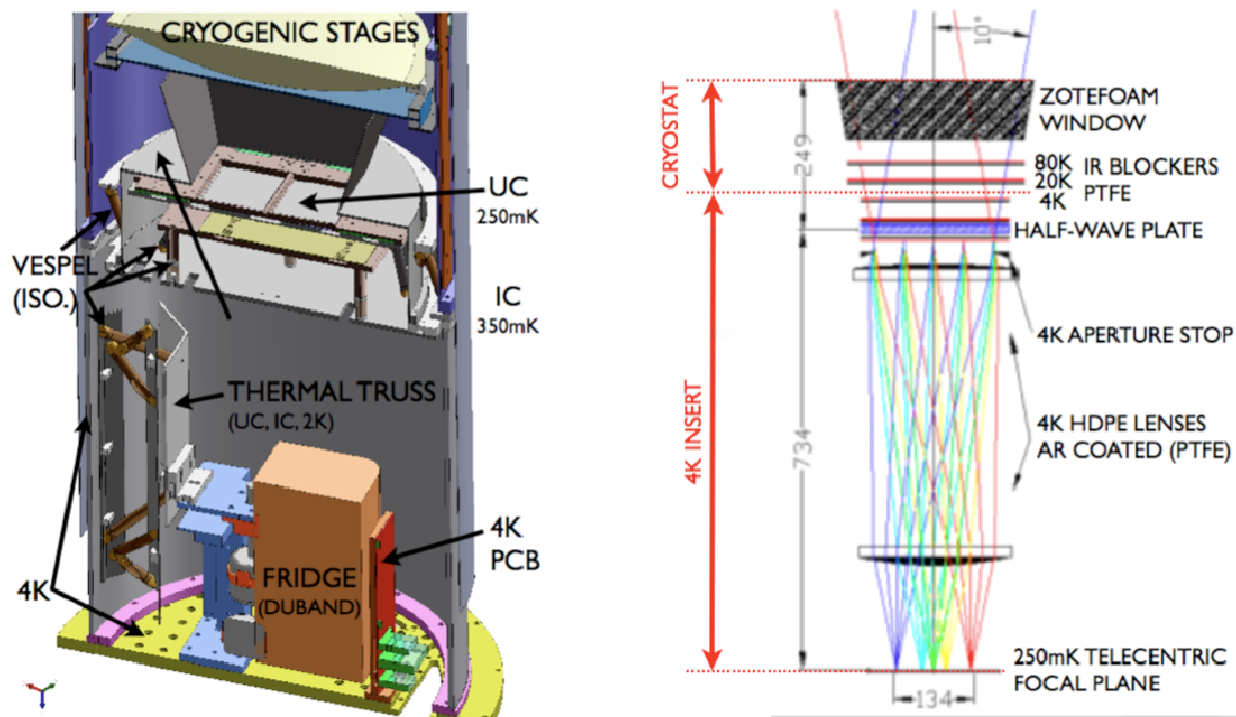 CRYOGENIC STAGES
UC
250mK
VESPEL
(ISO.)
IC
350mK
THERMAL TRUSS
(UC, IC, 2K)
4K
PCB
FRIDGE
(DUBAND)
4K
10°
CRYOSTAT
249
ZOTEFOAM
WINDOW
80K
20K
4K
IR BLOCKERS
PTFE
HALF-WAVE PLATE
4K APERTURE STOP
4K INSERT
734
4K HDPE LENSES
AR COATED (PTFE)
250mK TELECENTRIC
FOCAL PLANE
134